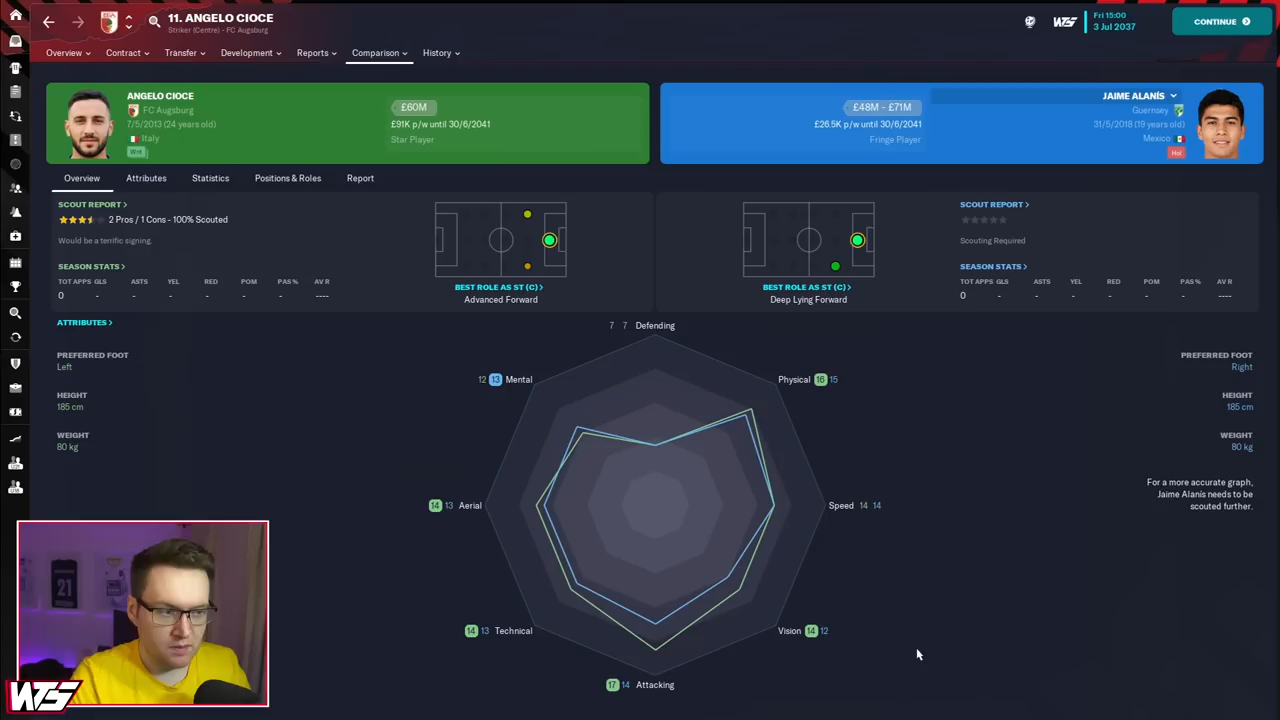 11. ANGELO CIOCE
Striker (Centre) - FC Augsburg
Fri 15:00
3 Jul 2037
CONTINUE
Overview
Contract
Transfer
Development
Reports
Comparison
History
ANGELO CIOCE
FC Augsburg
7/5/2013 (24 years old)
Italy
Wnt
£60M
£91K p/w until 30/6/2041
Star Player
£48M - £71M
£26.5K p/w until 30/6/2041
Fringe Player
JAIME ALANÍS
Guernsey
31/5/2018 (19 years old)
Mexico
Hol
Overview
Attributes
Statistics
Positions & Roles
Report
SCOUT REPORT >
2 Pros / 1 Cons - 100% Scouted
Would be a terrific signing.
SEASON STATS >
TOT APPS GLS ASTS YEL RED POM PAS% AV R
0 - - - - - - ----
BEST ROLE AS ST (C) >
Advanced Forward
BEST ROLE AS ST (C) >
Deep Lying Forward
SCOUT REPORT >
Scouting Required
SEASON STATS >
TOT APPS GLS ASTS YEL RED POM PAS% AV R
0 - - - - - - ----
ATTRIBUTES >
PREFERRED FOOT
Left
HEIGHT
185 cm
WEIGHT
80 kg
7 7 Defending
12 13 Mental
Physical 16 15
14 13 Aerial
Speed 14 14
14 13 Technical
Vision 14 12
17 14 Attacking
PREFERRED FOOT
Right
HEIGHT
185 cm
WEIGHT
80 kg
For a more accurate graph,
Jaime Alanís needs to be
scouted further.
21
WTS